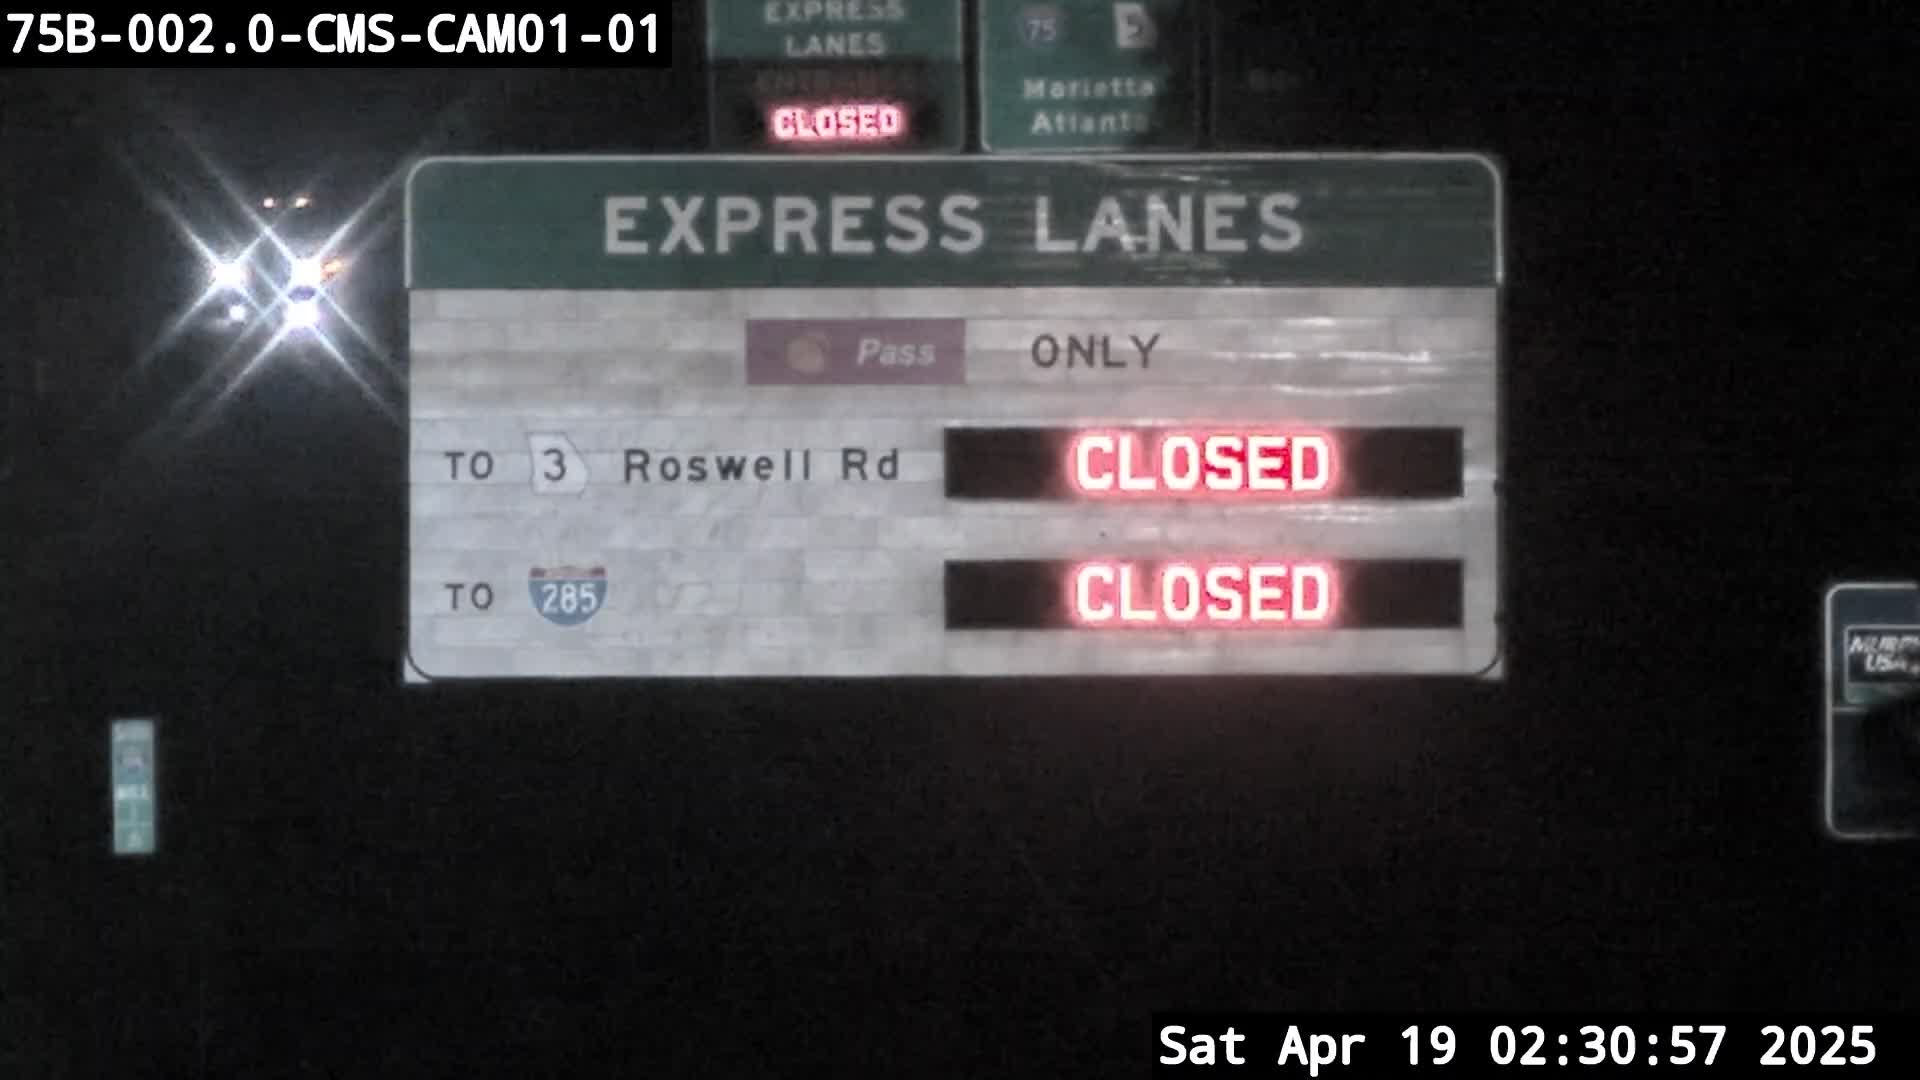 75B-002.0-CMS-CAM01-01
EXPRESS
LANES
CLOSED
75
Marietta
Atlanta
EXPRESS LANES
Pass ONLY
TO 3 Roswell Rd CLOSED
TO 285 CLOSED
USA
Sat Apr 19 02:30:57 2025